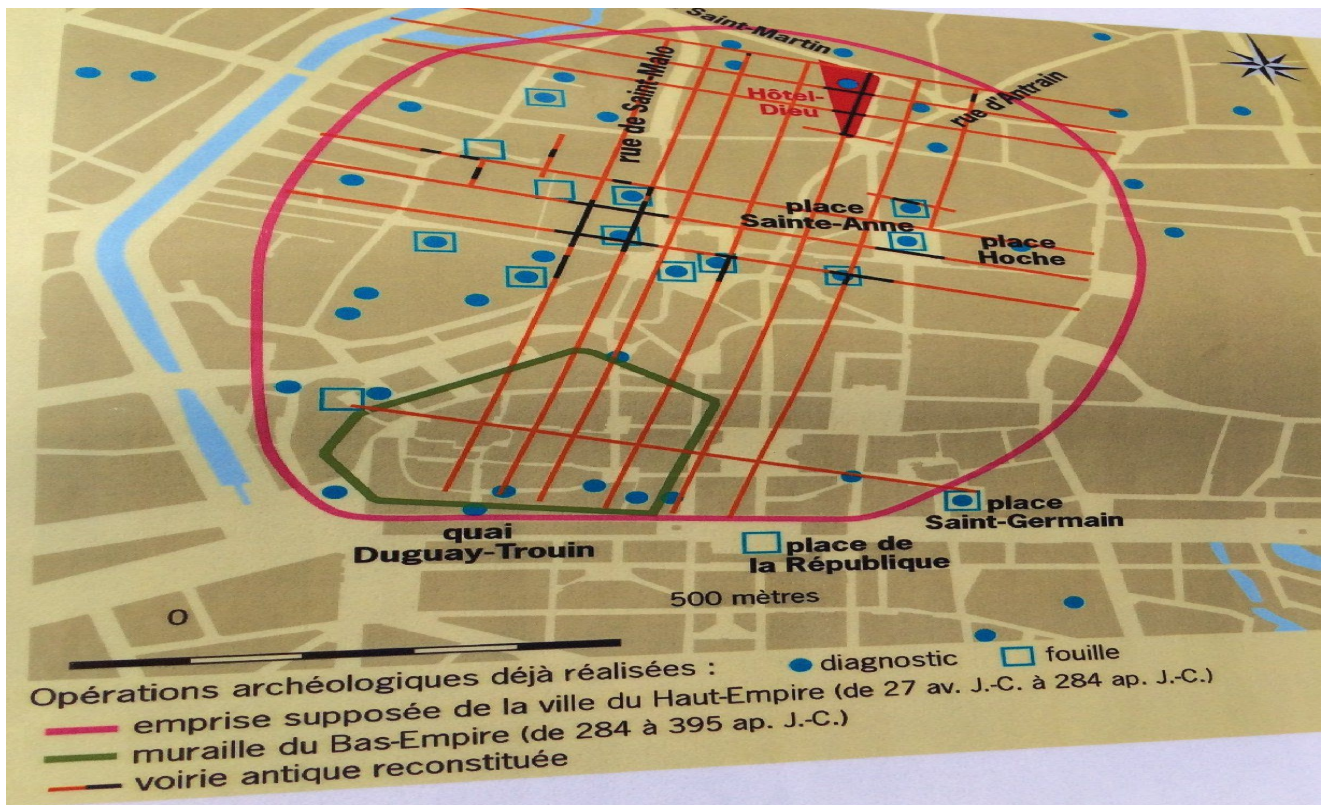 Saint-Martin
rue de Saint-Malo
Hôtel-
Dieu
rue d'Antrain
place
Sainte-Anne
place
Hoche
place
Saint-Germain
quai
Duguay-Trouin
place de
la République
0
500 mètres
Opérations archéologiques déjà réalisées : diagnostic fouille
emprise supposée de la ville du Haut-Empire (de 27 av. J.-C. à 284 ap. J.-C.)
muraille du Bas-Empire (de 284 à 395 ap. J.-C.)
voirie antique reconstituée